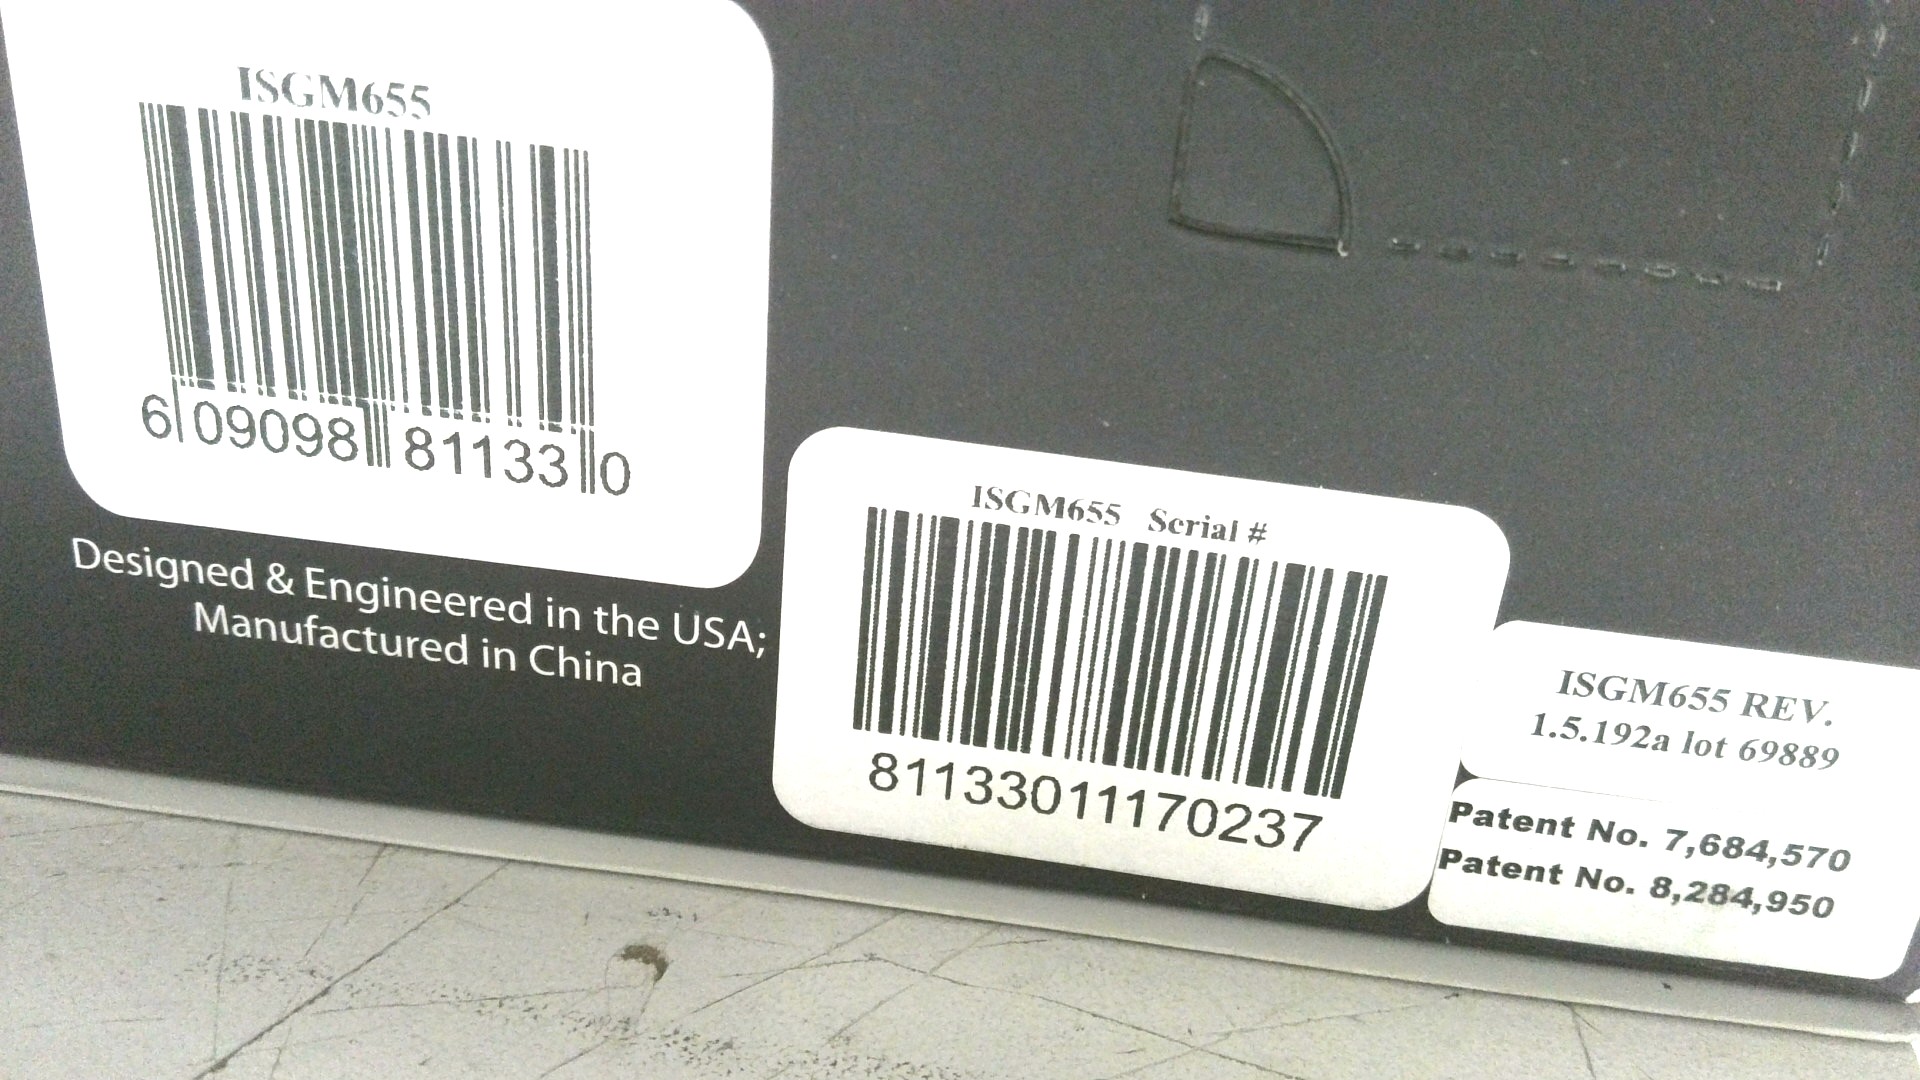 ISGM655
6 09098 81133 0
Designed & Engineered in the USA;
Manufactured in China
ISGM655 Serial #
81133011170237
ISGM655 REV.
1.5.192a lot 69889
Patent No. 7,684,570
Patent No. 8,284,950